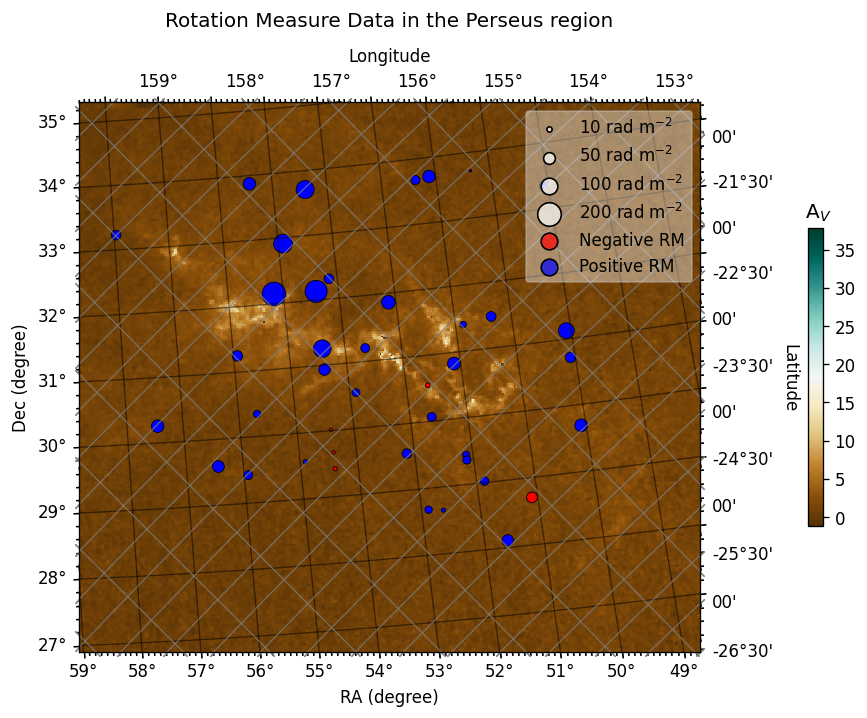 Rotation Measure Data in the Perseus region
Longitude
159° 158° 157° 156° 155° 154° 153°
35°
34°
33°
32°
31°
30°
29°
28°
27°
Dec (degree)
10 rad m⁻²
50 rad m⁻²
100 rad m⁻²
200 rad m⁻²
Negative RM
Positive RM
00'
-21°30'
00'
-22°30'
00'
-23°30'
00'
-24°30'
00'
-25°30'
00'
-26°30'
Latitude
A_V
35
30
25
20
15
10
5
0
59° 58° 57° 56° 55° 54° 53° 52° 51° 50° 49°
RA (degree)